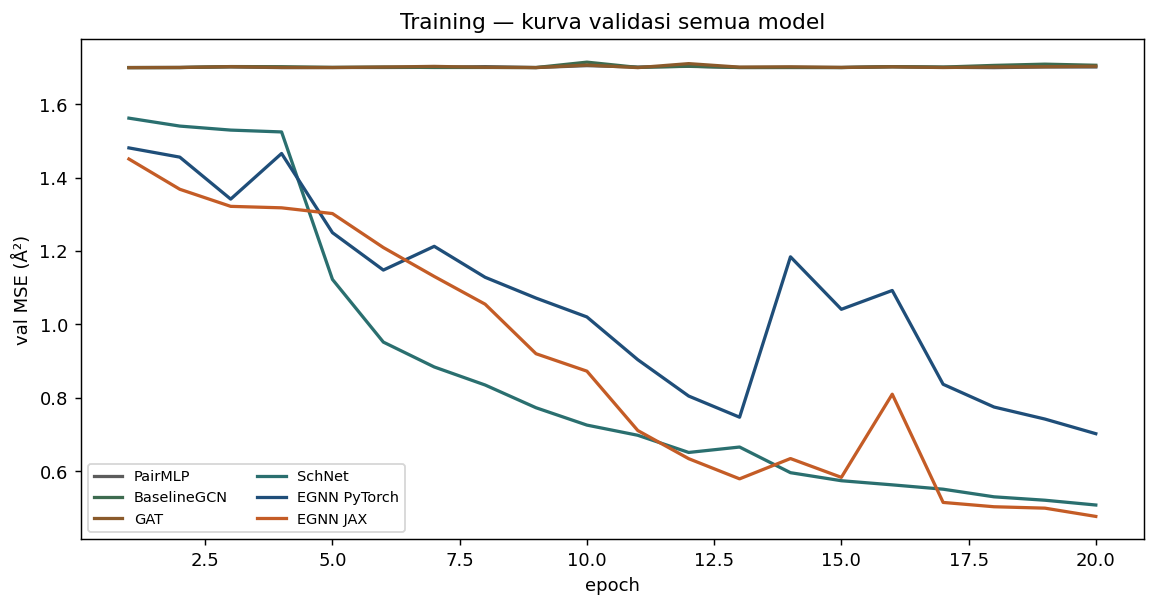 Training — kurva validasi semua model
val MSE (Å²)
1.6
1.4
1.2
1.0
0.8
0.6
PairMLP
BaselineGCN
GAT
SchNet
EGNN PyTorch
EGNN JAX
2.5 5.0 7.5 10.0 12.5 15.0 17.5 20.0
epoch